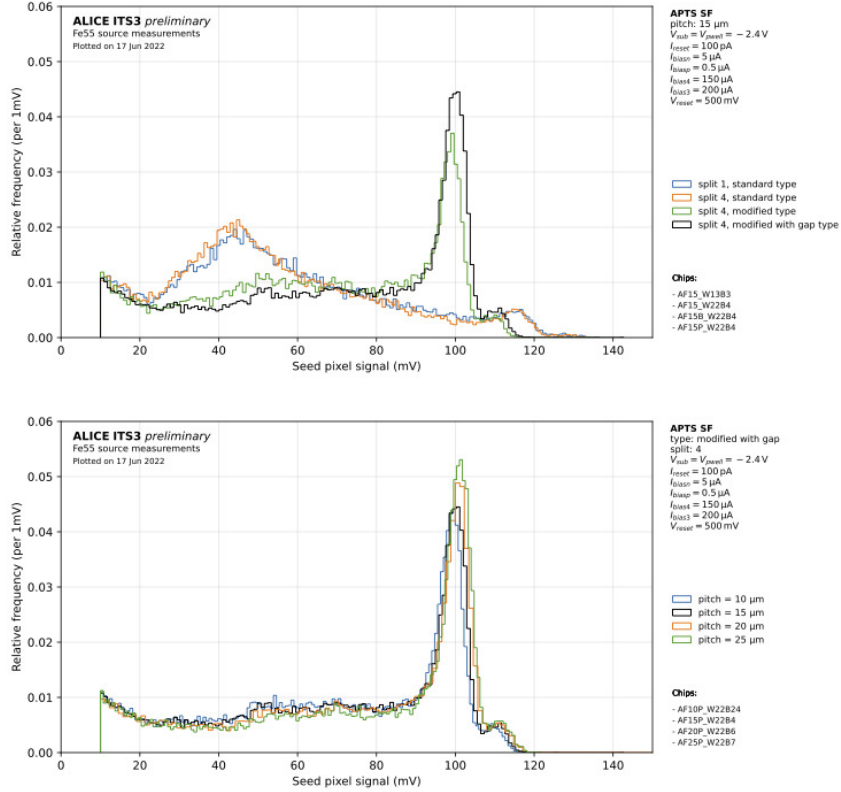 ALICE ITS3 preliminary
Fe55 source measurements
Plotted on 17 Jun 2022
0.06
0.05
0.04
0.03
0.02
0.01
0.00
Relative frequency (per 1mV)
0 20 40 60 80 100 120 140
Seed pixel signal (mV)
APTS SF
pitch: 15 μm
V_sub = V_pwell = −2.4 V
I_reset = 100 pA
I_biasn = 5 μA
I_biasp = 0.5 μA
I_bias4 = 150 μA
I_bias3 = 200 μA
V_reset = 500 mV
split 1, standard type
split 4, standard type
split 4, modified type
split 4, modified with gap type
Chips:
- AF15_W13B3
- AF15_W22B4
- AF15B_W22B4
- AF15P_W22B4
ALICE ITS3 preliminary
Fe55 source measurements
Plotted on 17 Jun 2022
0.06
0.05
0.04
0.03
0.02
0.01
0.00
Relative frequency (per 1mV)
0 20 40 60 80 100 120 140
Seed pixel signal (mV)
APTS SF
type: modified with gap
split: 4
V_sub = V_pwell = −2.4 V
I_reset = 100 pA
I_biasn = 5 μA
I_biasp = 0.5 μA
I_bias4 = 150 μA
I_bias3 = 200 μA
V_reset = 500 mV
pitch = 10 μm
pitch = 15 μm
pitch = 20 μm
pitch = 25 μm
Chips:
- AF10P_W22B24
- AF15P_W22B4
- AF20P_W22B6
- AF25P_W22B7